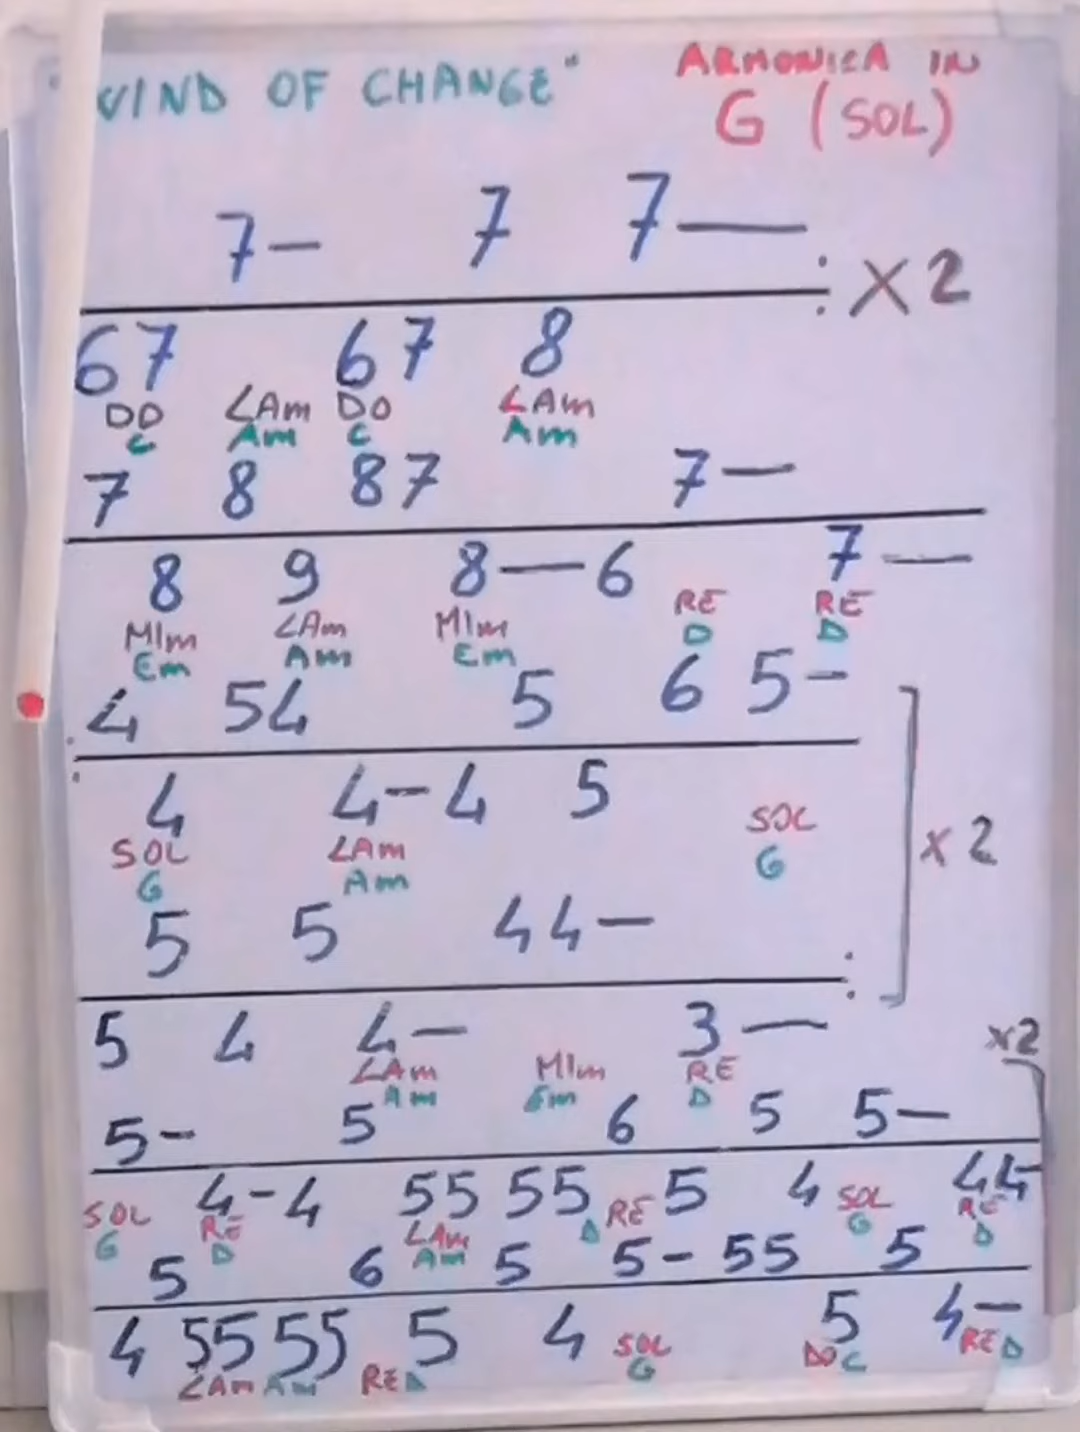 "WIND OF CHANGE" ARMONICA IN
G (SOL)
7- 7 7—
: X2
67 67 8
DO LAm DO LAm
C Am C Am
7 8 87 7—
8 9 8—6 7—
MIm LAm MIm RE RE
Em Am Em D D
4 54 5 6 5-
:
4 4-4 5
SOL LAm SOL
G Am G
x2
5 5 44-
:
5 4 4- 3—
LAm MIm RE
Am Em D
x2
5- 5 6 5 5-
4-4 55 55 5 4 44-
SOL RE LAm RE SOL RE
G D Am D G D
5 6 5 5-55 5
4 5555 5 4 5 4-
LAm Am RE D SOL DO C RE D
G